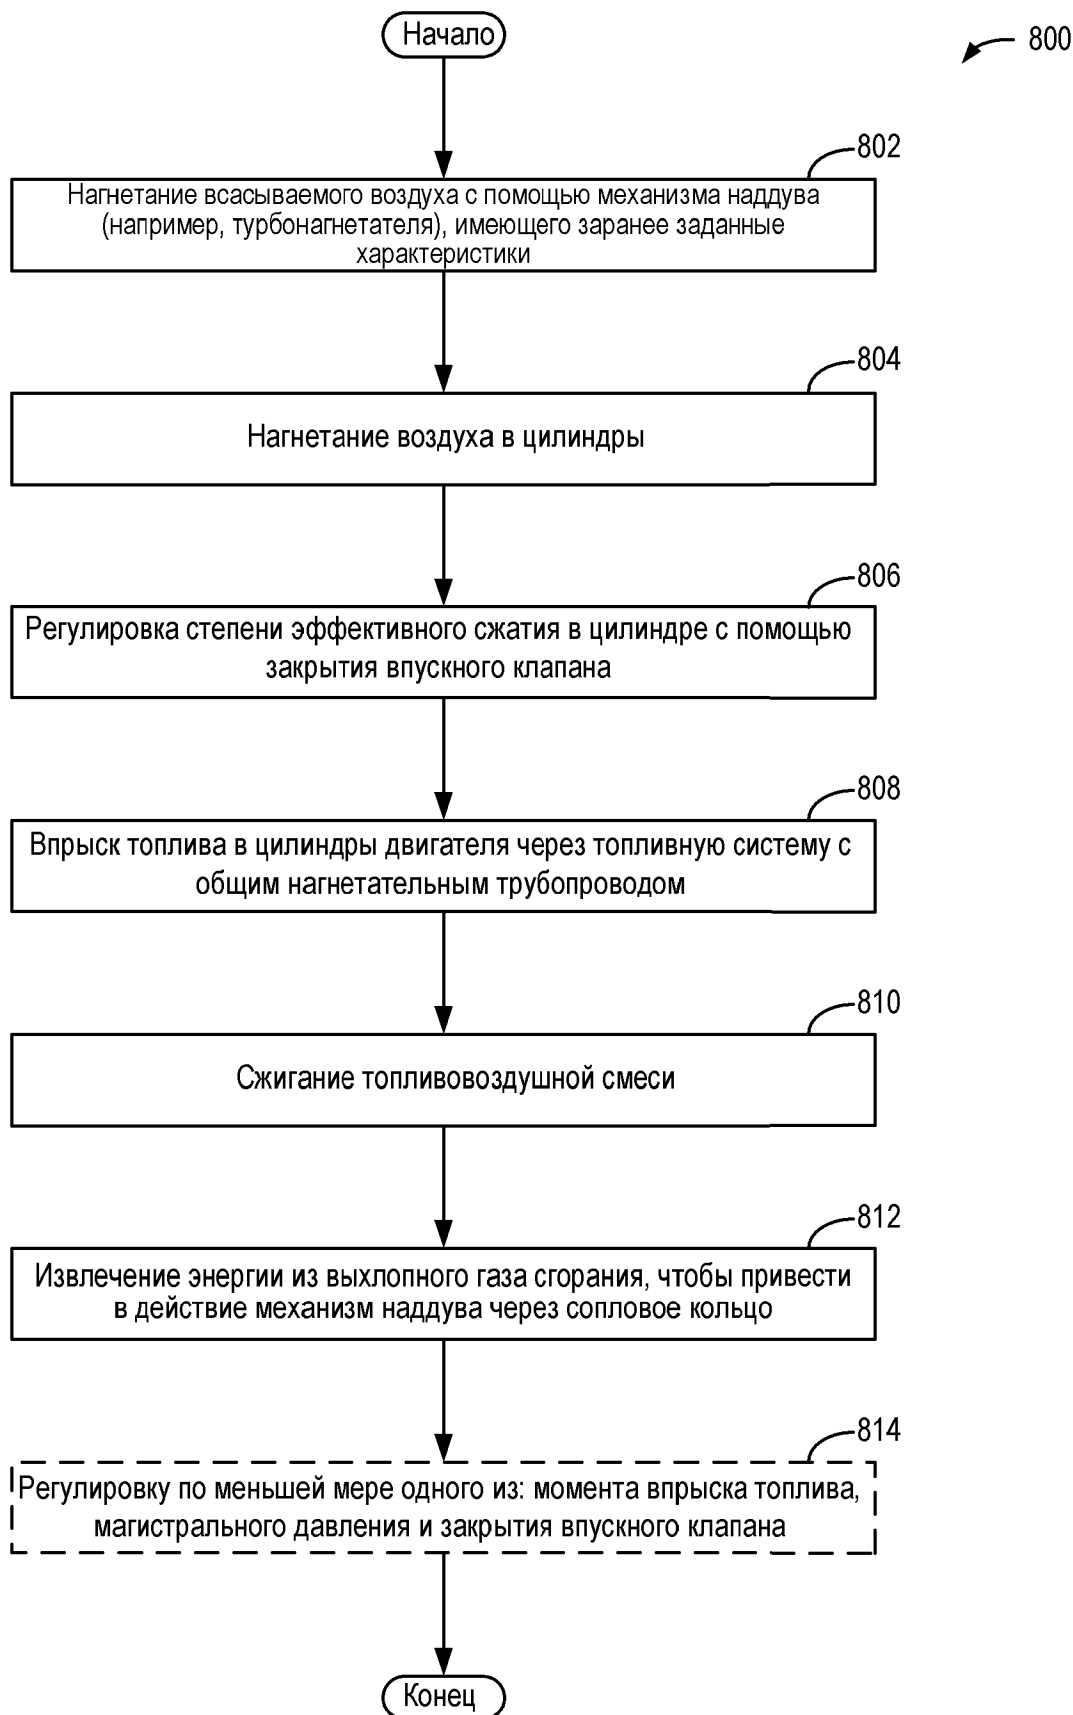 Начало
800
802
Нагнетание всасываемого воздуха с помощью механизма наддува
(например, турбонагнетателя), имеющего заранее заданные
характеристики
804
Нагнетание воздуха в цилиндры
806
Регулировка степени эффективного сжатия в цилиндре с помощью
закрытия впускного клапана
808
Впрыск топлива в цилиндры двигателя через топливную систему с
общим нагнетательным трубопроводом
810
Сжигание топливовоздушной смеси
812
Извлечение энергии из выхлопного газа сгорания, чтобы привести
в действие механизм наддува через сопловое кольцо
814
Регулировку по меньшей мере одного из: момента впрыска топлива,
магистрального давления и закрытия впускного клапана
Конец